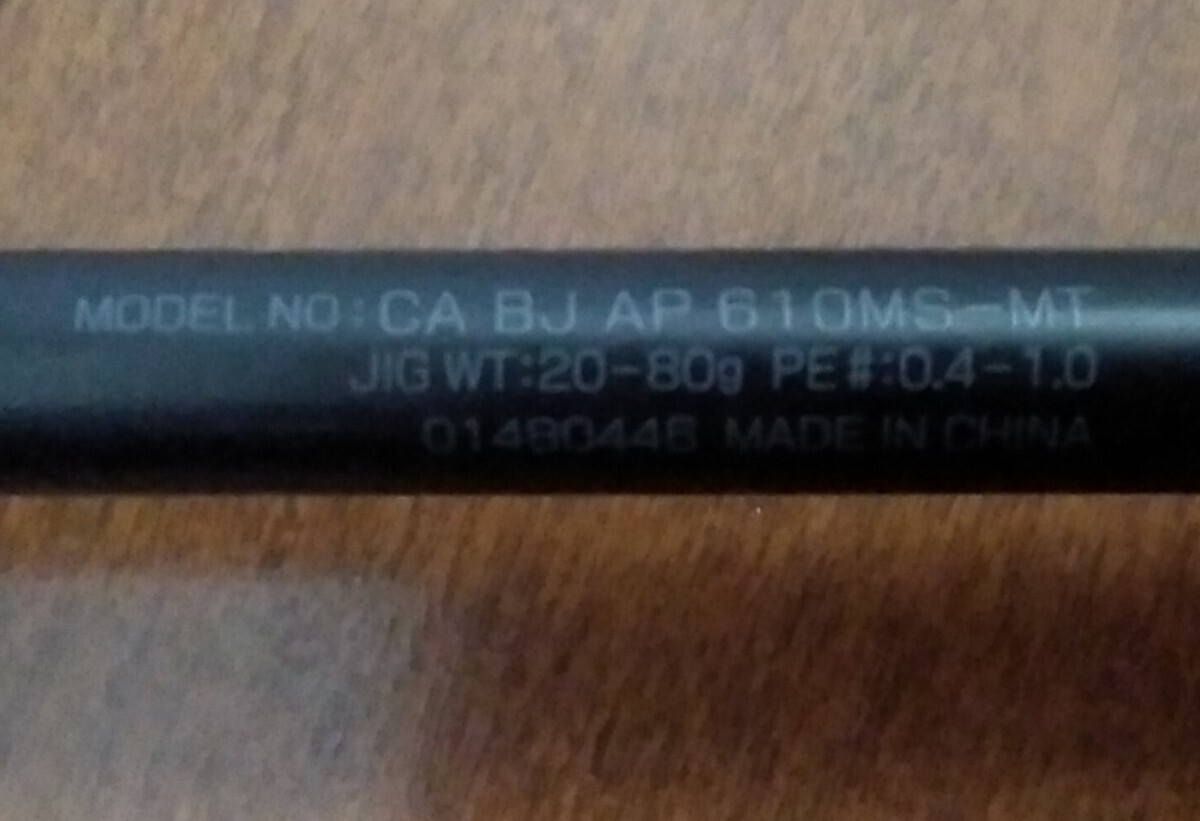 MODEL NO:CA BJ AP 610MS-MT
JIG WT:20-80g PE#:0.4-1.0
01480446 MADE IN CHINA